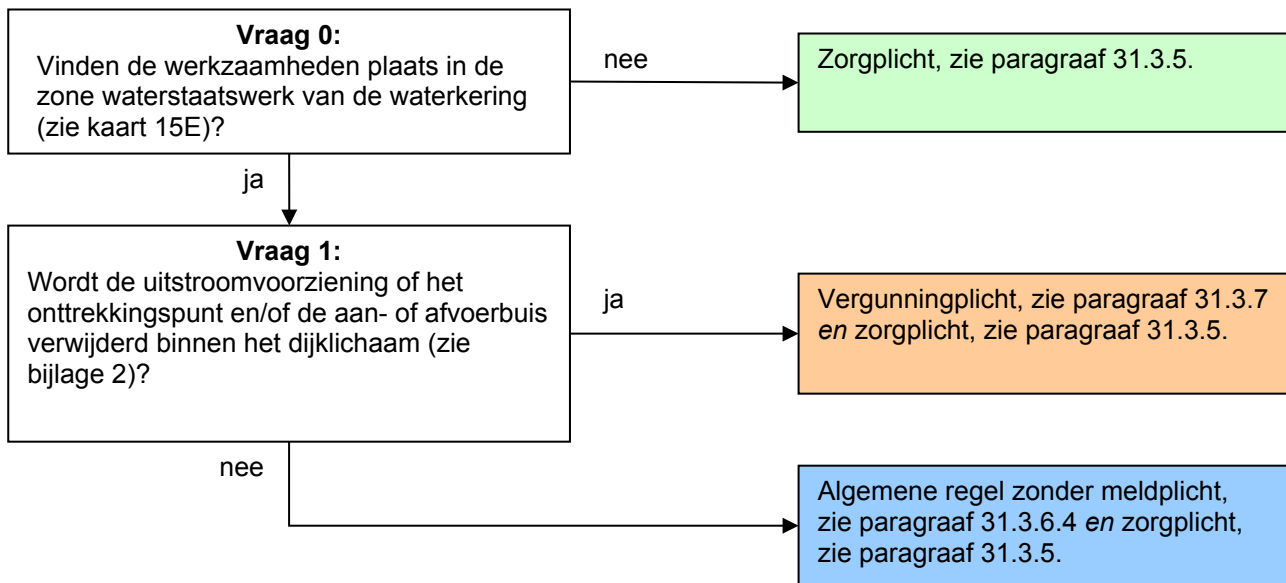 Vraag 0:
Vinden de werkzaamheden plaats in de
zone waterstaatswerk van de waterkering
(zie kaart 15E)?
nee
Zorgplicht, zie paragraaf 31.3.5.
ja
Vraag 1:
Wordt de uitstroomvoorziening of het
onttrekkingspunt en/of de aan- of afvoerbuis
verwijderd binnen het dijklichaam (zie
bijlage 2)?
ja
Vergunningplicht, zie paragraaf 31.3.7
en zorgplicht, zie paragraaf 31.3.5.
nee
Algemene regel zonder meldplicht,
zie paragraaf 31.3.6.4 en zorgplicht,
zie paragraaf 31.3.5.